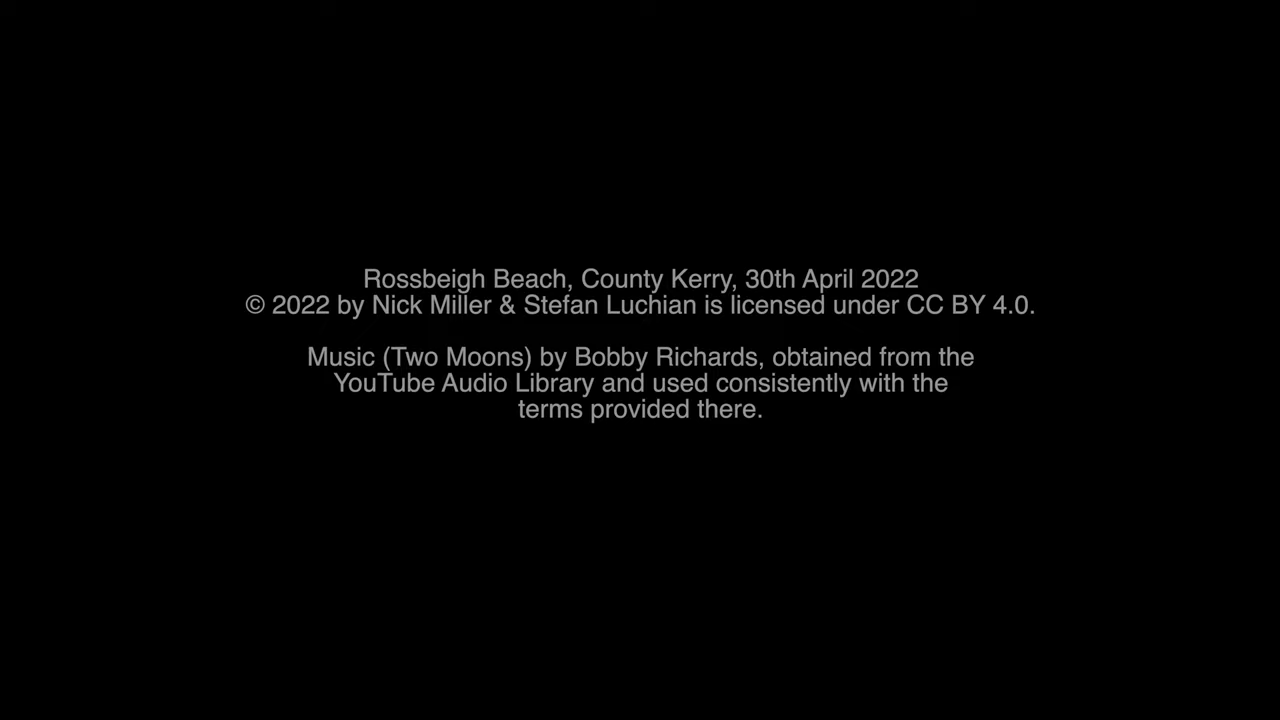 Rossbeigh Beach, County Kerry, 30th April 2022
© 2022 by Nick Miller & Stefan Luchian is licensed under CC BY 4.0.
Music (Two Moons) by Bobby Richards, obtained from the
YouTube Audio Library and used consistently with the
terms provided there.